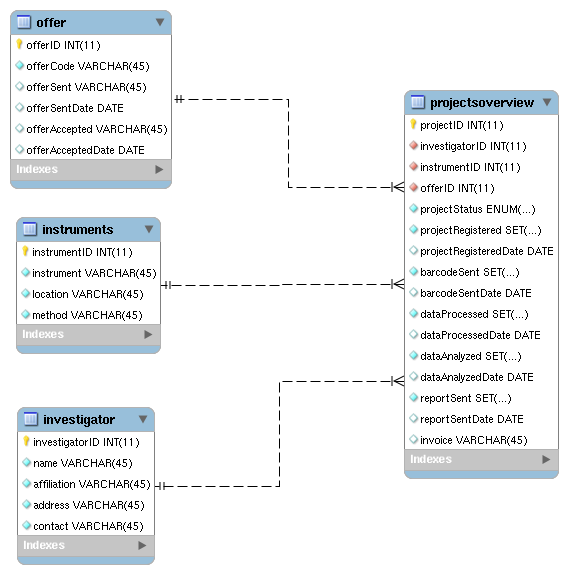 offer
offerID INT(11)
offerCode VARCHAR(45)
offerSent VARCHAR(45)
offerSentDate DATE
offerAccepted VARCHAR(45)
offerAcceptedDate DATE
Indexes
instruments
instrumentID INT(11)
instrument VARCHAR(45)
location VARCHAR(45)
method VARCHAR(45)
Indexes
investigator
investigatorID INT(11)
name VARCHAR(45)
affiliation VARCHAR(45)
address VARCHAR(45)
contact VARCHAR(45)
Indexes
projectsoverview
projectID INT(11)
investigatorID INT(11)
instrumentID INT(11)
offerID INT(11)
projectStatus ENUM(...)
projectRegistered SET(...)
projectRegisteredDate DATE
barcodeSent SET(...)
barcodeSentDate DATE
dataProcessed SET(...)
dataProcessedDate DATE
dataAnalyzed SET(...)
dataAnalyzedDate DATE
reportSent SET(...)
reportSentDate DATE
invoice VARCHAR(45)
Indexes